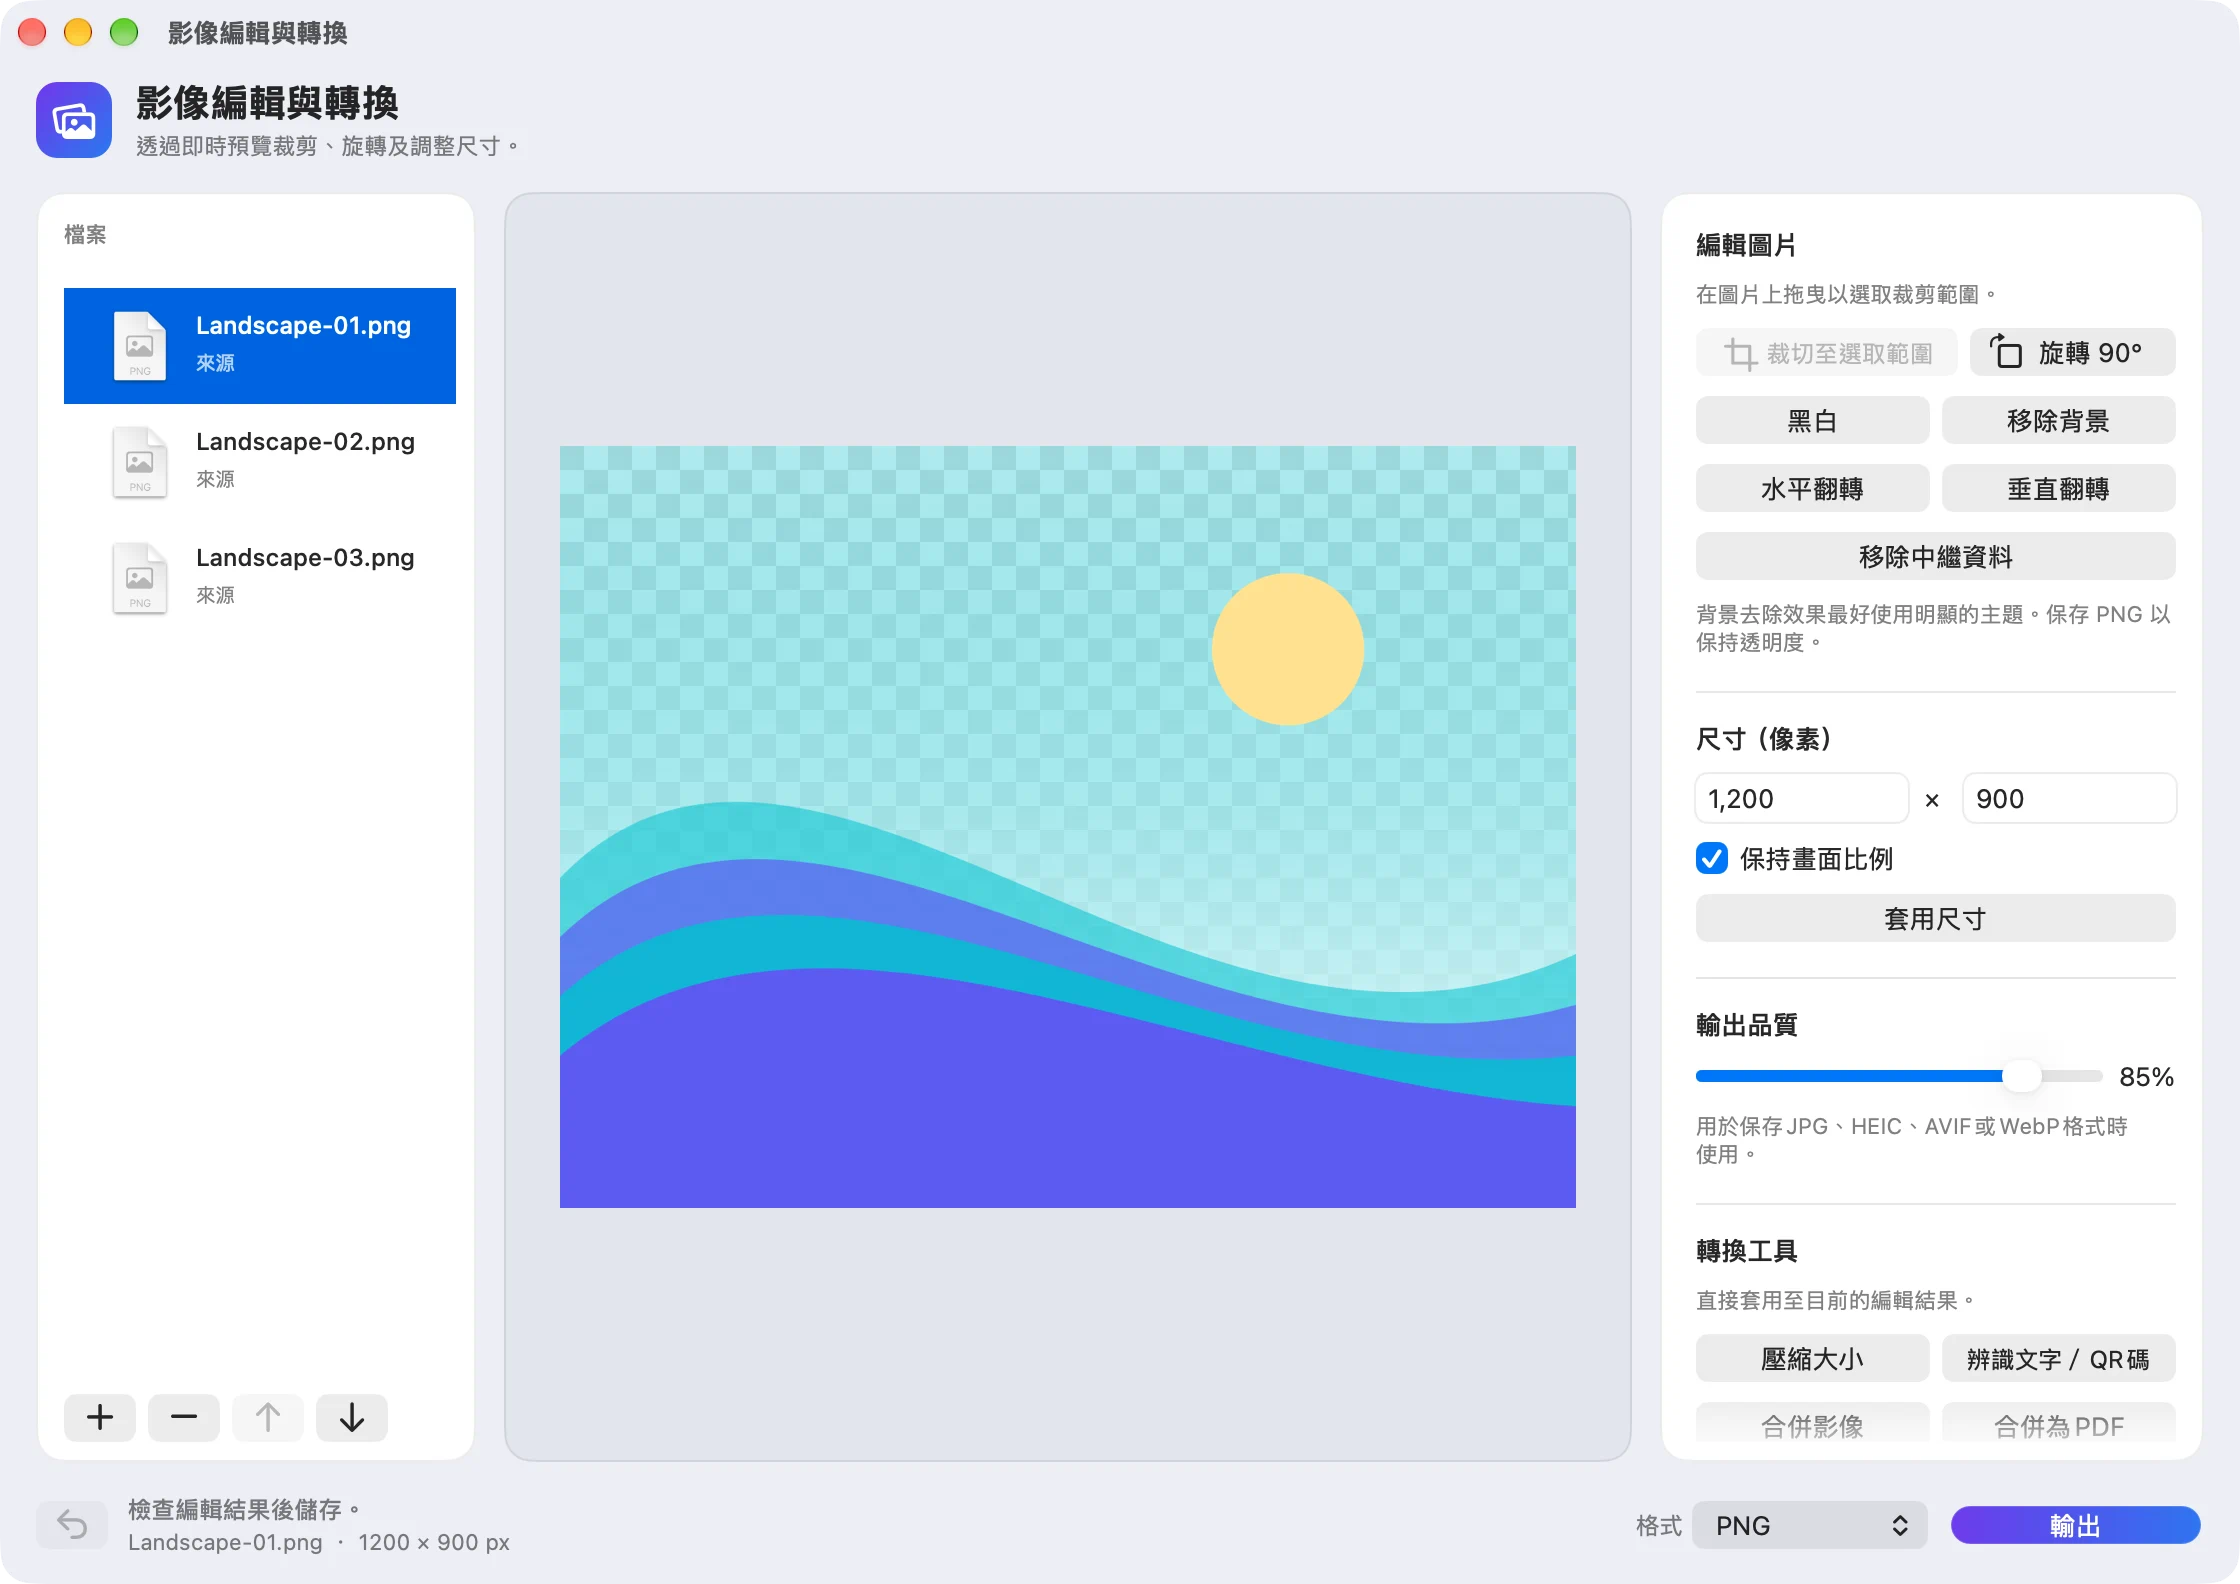 影像編輯與轉換
影像編輯與轉換
透過即時預覽裁剪、旋轉及調整尺寸。
檔案
Landscape-01.png
來源
PNG
Landscape-02.png
來源
PNG
Landscape-03.png
來源
PNG
編輯圖片
在圖片上拖曳以選取裁剪範圍。
裁切至選取範圍
旋轉 90°
黑白
移除背景
水平翻轉
垂直翻轉
移除中繼資料
背景去除效果最好使用明顯的主題。保存 PNG 以
保持透明度。
尺寸（像素）
1,200 × 900
保持畫面比例
套用尺寸
輸出品質
85%
用於保存 JPG、HEIC、AVIF 或 WebP 格式時
使用。
轉換工具
直接套用至目前的編輯結果。
壓縮大小
辨識文字 / QR 碼
合併影像
合併為 PDF
檢查編輯結果後儲存。
Landscape-01.png · 1200 × 900 px
格式 PNG
輸出